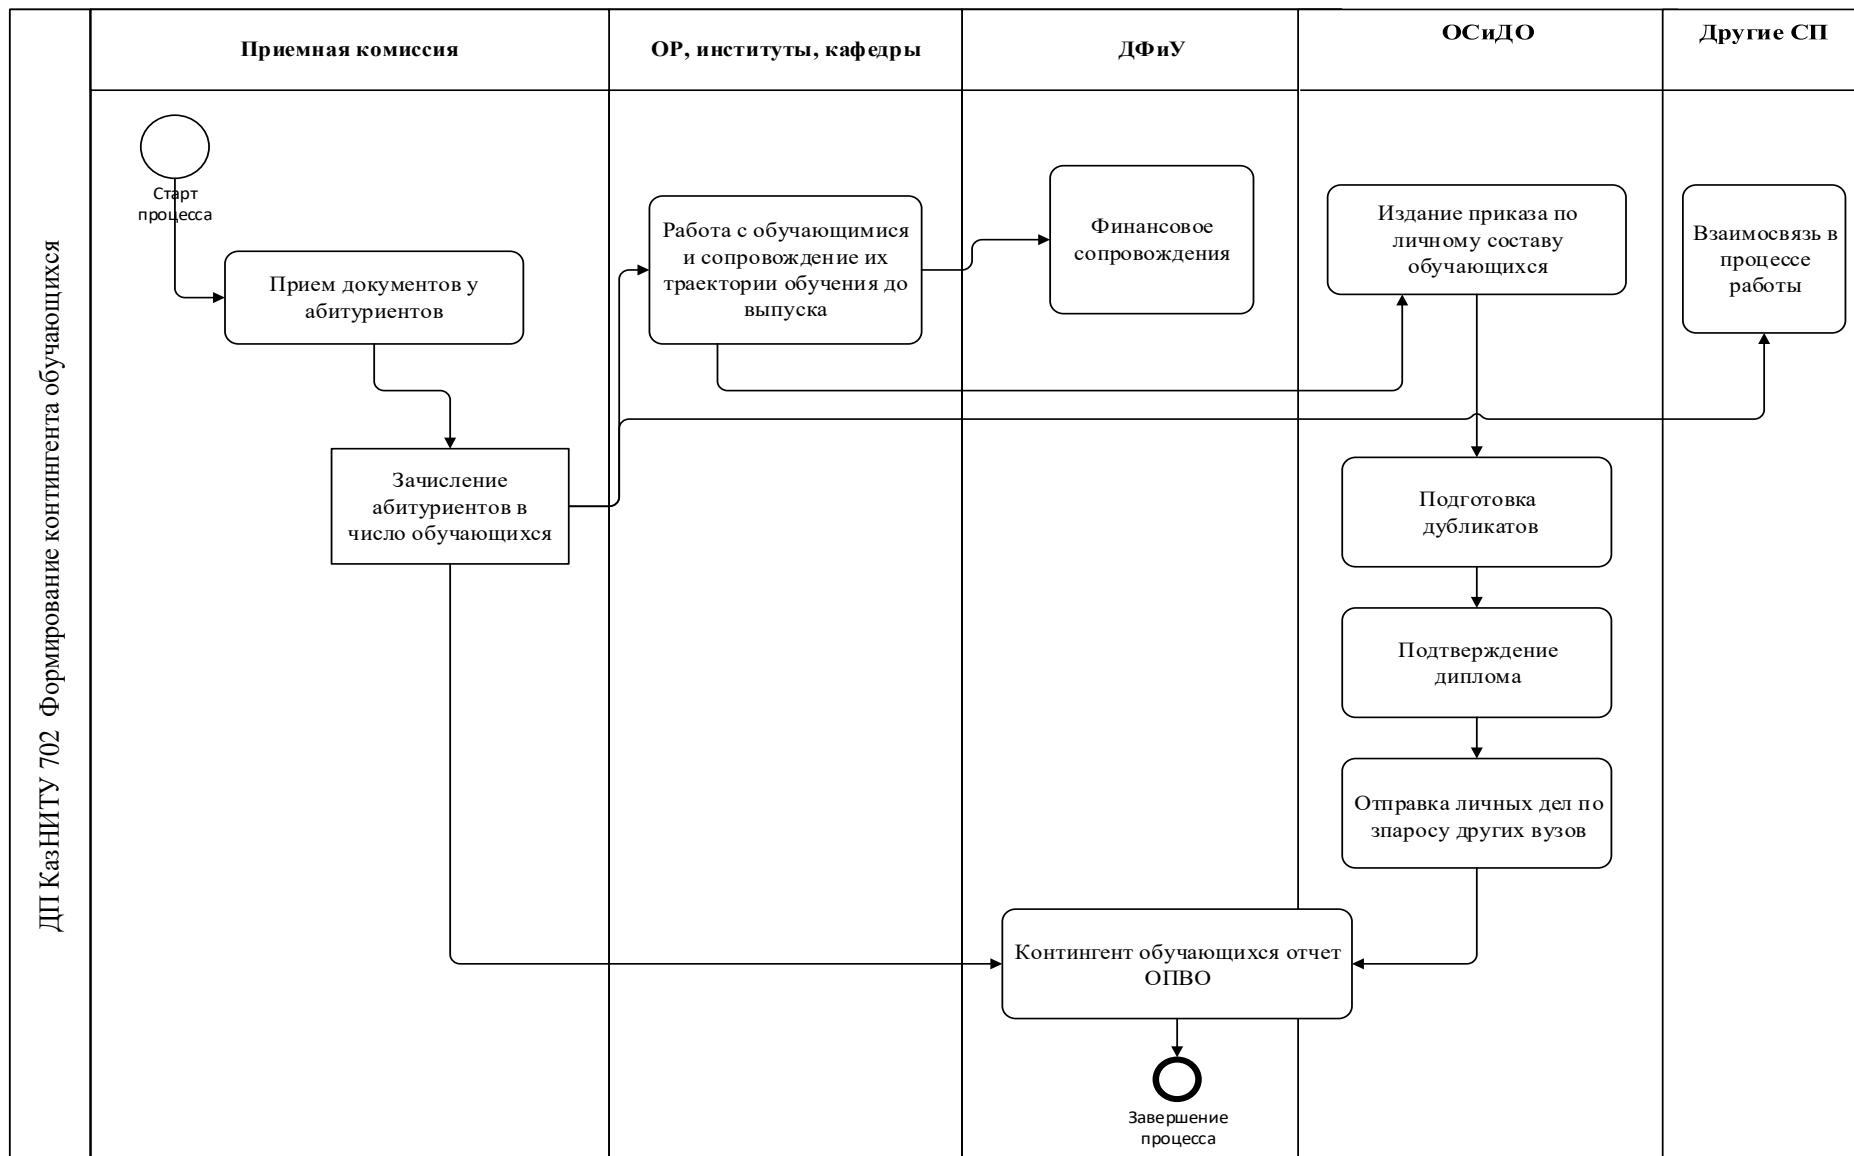 ДП КазНИТУ 702 Формирование контингента обучающихся
Приемная комиссия
ОР, институты, кафедры
ДФиУ
ОСиДО
Другие СП
Старт
процесса
Прием документов у
абитуриентов
Зачисление
абитуриентов в
число обучающихся
Работа с обучающимися
и сопровождение их
траектории обучения до
выпуска
Финансовое
сопровождения
Издание приказа по
личному составу
обучающихся
Взаимосвязь в
процессе
работы
Подготовка
дубликатов
Подтверждение
диплома
Отправка личных дел по
зпаросу других вузов
Контингент обучающихся отчет
ОПВО
Завершение
процесса